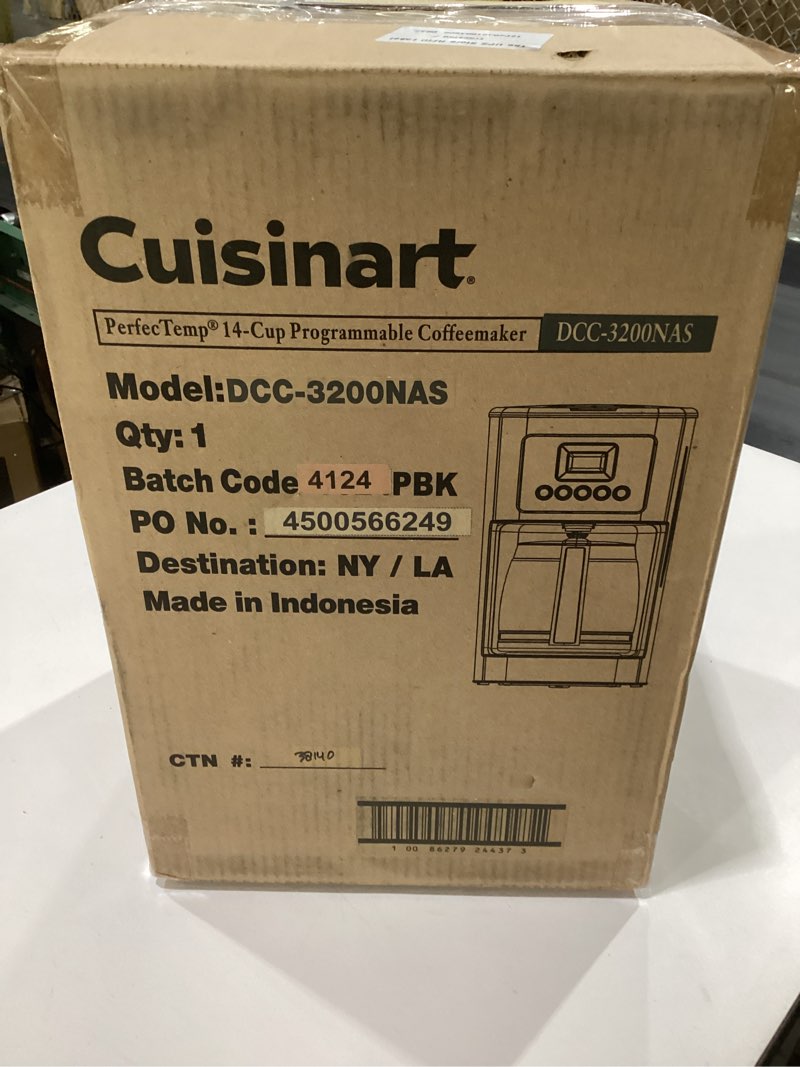 Cuisinart®
PerfecTemp® 14-Cup Programmable Coffeemaker DCC-3200NAS
Model:DCC-3200NAS
Qty: 1
Batch Code 4124 PBK
PO No. : 4500566249
Destination: NY / LA
Made in Indonesia
CTN #: 38140
1 00 86279 24437 3